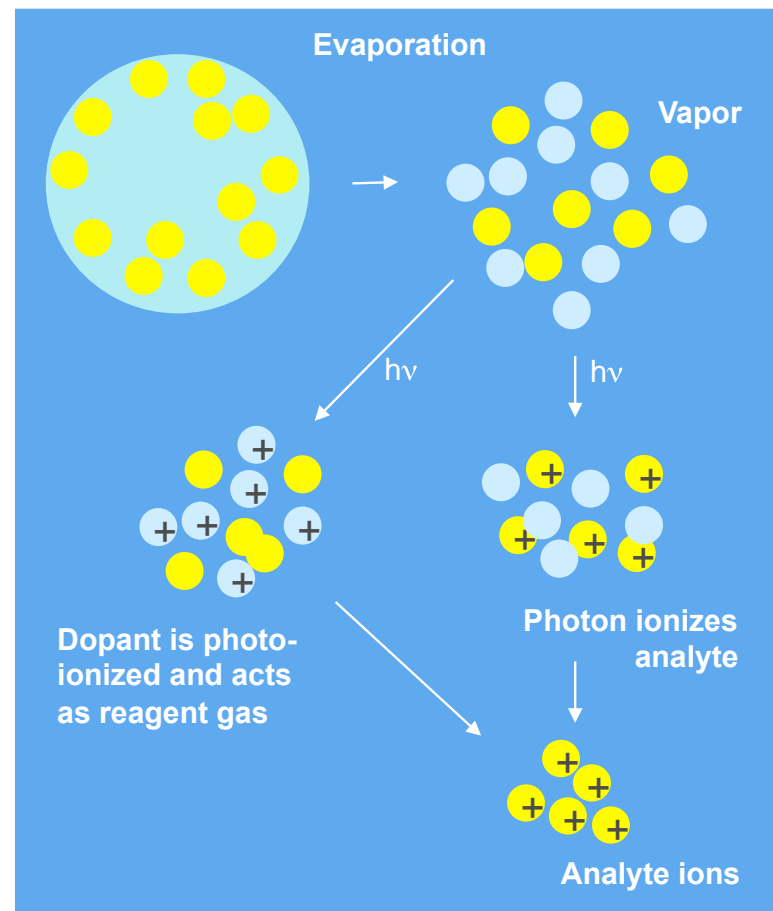 Evaporation
Vapor
hν
hν
+
+
+
+
+
+
+
+
+
+
+
+
Dopant is photo-
ionized and acts
as reagent gas
Photon ionizes
analyte
+
+
+
+
+
Analyte ions